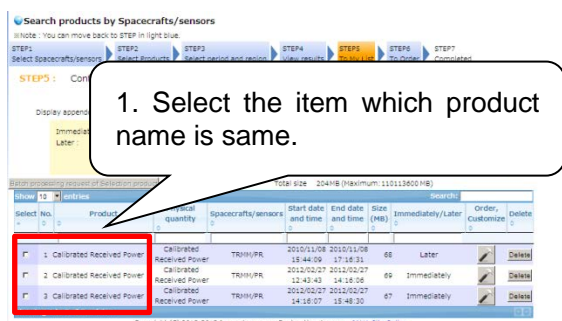 Search products by Spacecrafts/sensors
※Note : You can move back to STEP in light blue.
STEP1 STEP2 STEP3 STEP4 STEP5 STEP6 STEP7
Select Spacecrafts/sensors Select Products Select period and region View results To My List To Order Completed
STEP5 :
Display
Later :
1. Select the item which product
name is same.
Batch processing request of Selection product
Total size 204MB (Maximum: 110113600 MB)
Show 10 entries Search:
Select No. Product Physical quantity Spacecrafts/sensors Start date and time End date and time Size (MB) Immediately/Later Order, Customize Delete
1 Calibrated Received Power Calibrated Received Power TRMM/PR 2010/11/08 15:44:09 2010/11/08 17:16:31 68 Later Delete
2 Calibrated Received Power Calibrated Received Power TRMM/PR 2012/02/27 12:43:43 2012/02/27 14:16:06 69 Immediately Delete
3 Calibrated Received Power Calibrated Received Power TRMM/PR 2012/02/27 14:16:07 2012/02/27 15:48:30 67 Immediately Delete